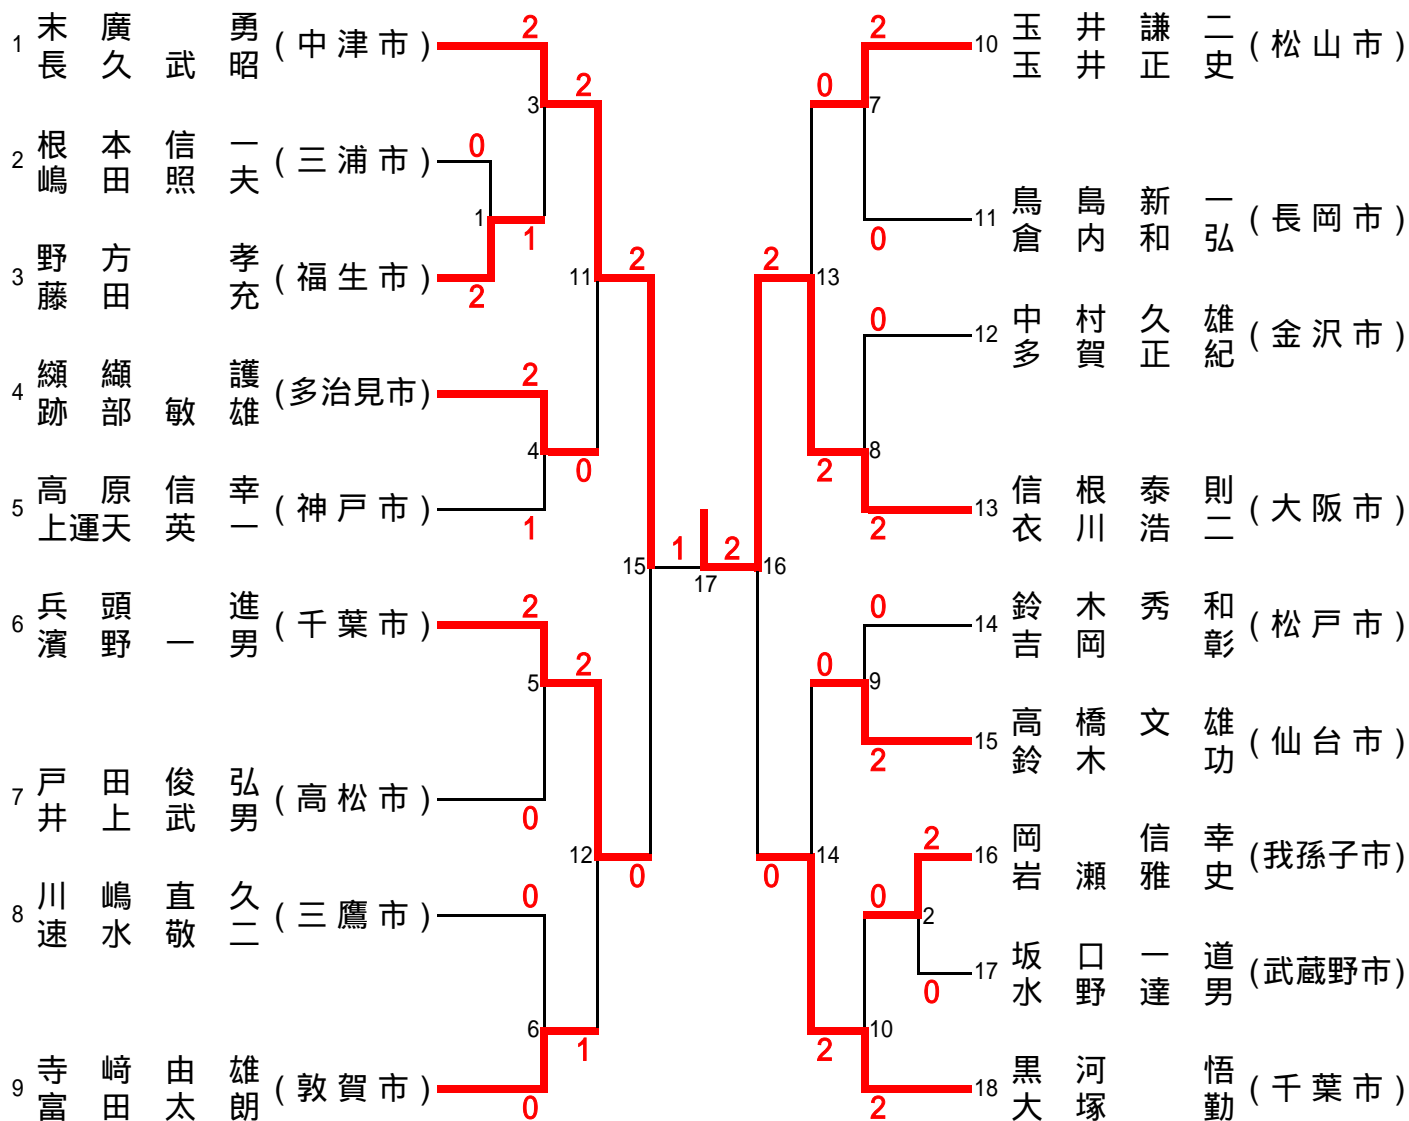 1 末廣 勇 (中津市)
長久武昭
2 根本信一 (三浦市)
嶋田照夫
3 野方 孝 (福生市)
藤田 充
4 纐纈 護 (多治見市)
跡部敏雄
5 高原信幸 (神戸市)
上運天英一
6 兵頭 進 (千葉市)
濱野一男
7 戸田俊弘 (高松市)
井上武男
8 川嶋直久 (三鷹市)
速水敬二
9 寺﨑由雄 (敦賀市)
富田太朗
2
0
2
2
1
2
0
0
0
3
1
4
5
6
2
1
0
2
1
11
12
2
0
15
1
17
2
16
2
0
13
14
0
2
0
2
7
8
9
10
2
0
0
2
0
2
0
2
2
2
0
10 玉井謙二 (松山市)
玉井正史
11 鳥島新一 (長岡市)
倉内和弘
12 中村久雄 (金沢市)
多賀正紀
13 信根泰則 (大阪市)
衣川浩二
14 鈴木秀和 (松戸市)
吉岡 彰
15 高橋文雄 (仙台市)
鈴木 功
16 岡 信幸 (我孫子市)
岩瀬雅史
17 坂口一道 (武蔵野市)
水野達男
18 黒河 悟 (千葉市)
大塚 勤